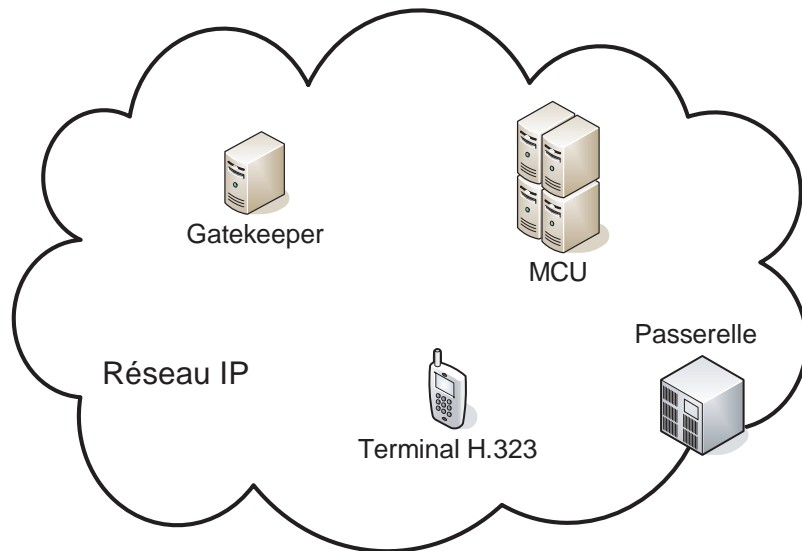 Gatekeeper
MCU
Passerelle
Réseau IP
Terminal H.323